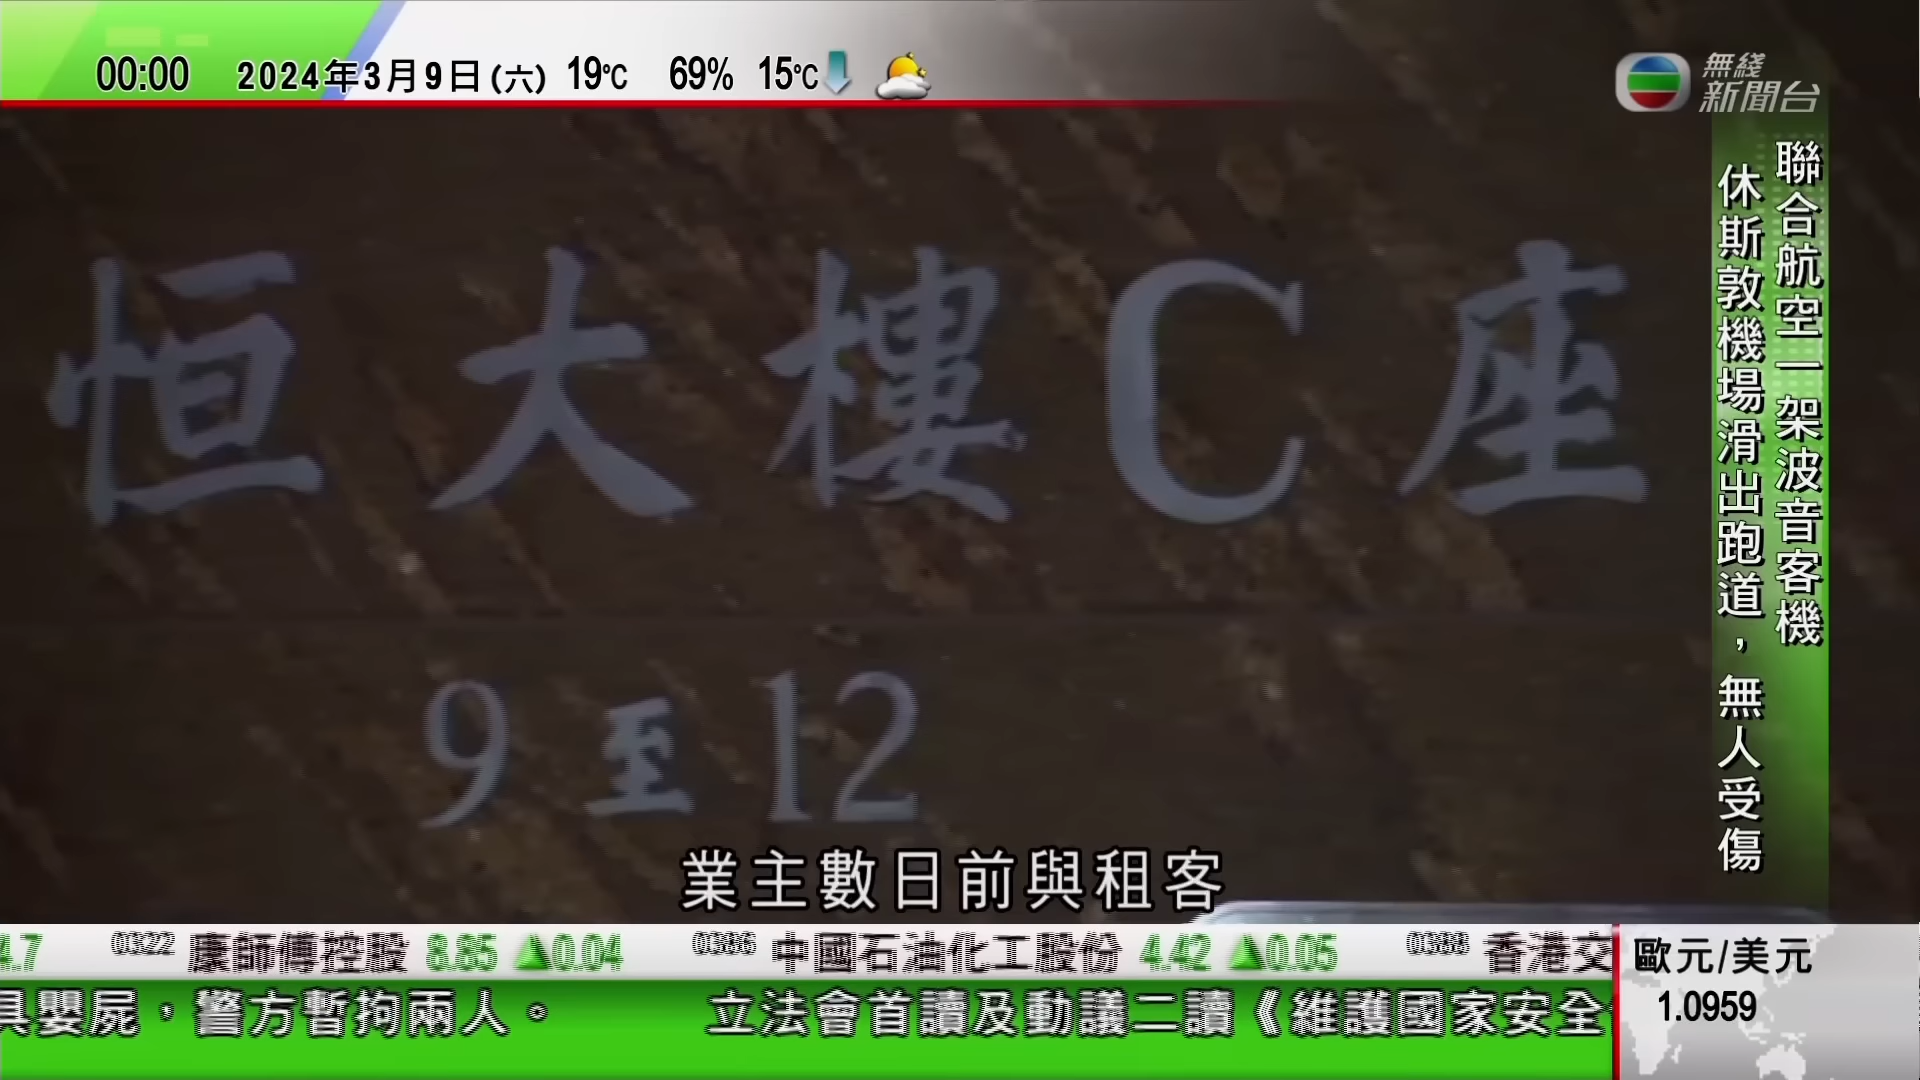 00:00 2024年3月9日(六) 19℃ 69% 15℃
無綫
新聞台
聯合航空一架波音客機
休斯敦機場滑出跑道，無人受傷
恒大樓C座
9至12
業主數日前與租客
4.7 0322 康師傅控股 8.85 ▲0.04 0386 中國石油化工股份 4.42 ▲0.05 0388 香港交
具嬰屍，警方暫拘兩人。 立法會首讀及動議二讀《維護國家安全
歐元/美元
1.0959